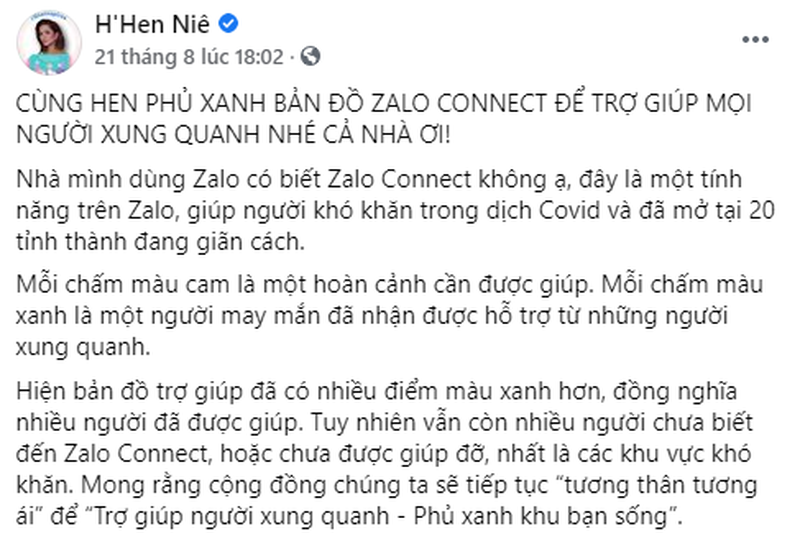 H'Hen Niê
21 tháng 8 lúc 18:02 ·
CÙNG HEN PHỦ XANH BẢN ĐỒ ZALO CONNECT ĐỂ TRỢ GIÚP MỌI
NGƯỜI XUNG QUANH NHÉ CẢ NHÀ ƠI!
Nhà mình dùng Zalo có biết Zalo Connect không ạ, đây là một tính
năng trên Zalo, giúp người khó khăn trong dịch Covid và đã mở tại 20
tỉnh thành đang giãn cách.
Mỗi chấm màu cam là một hoàn cảnh cần được giúp. Mỗi chấm màu
xanh là một người may mắn đã nhận được hỗ trợ từ những người
xung quanh.
Hiện bản đồ trợ giúp đã có nhiều điểm màu xanh hơn, đồng nghĩa
nhiều người đã được giúp. Tuy nhiên vẫn còn nhiều người chưa biết
đến Zalo Connect, hoặc chưa được giúp đỡ, nhất là các khu vực khó
khăn. Mong rằng cộng đồng chúng ta sẽ tiếp tục “tương thân tương
ái” để “Trợ giúp người xung quanh - Phủ xanh khu bạn sống”.